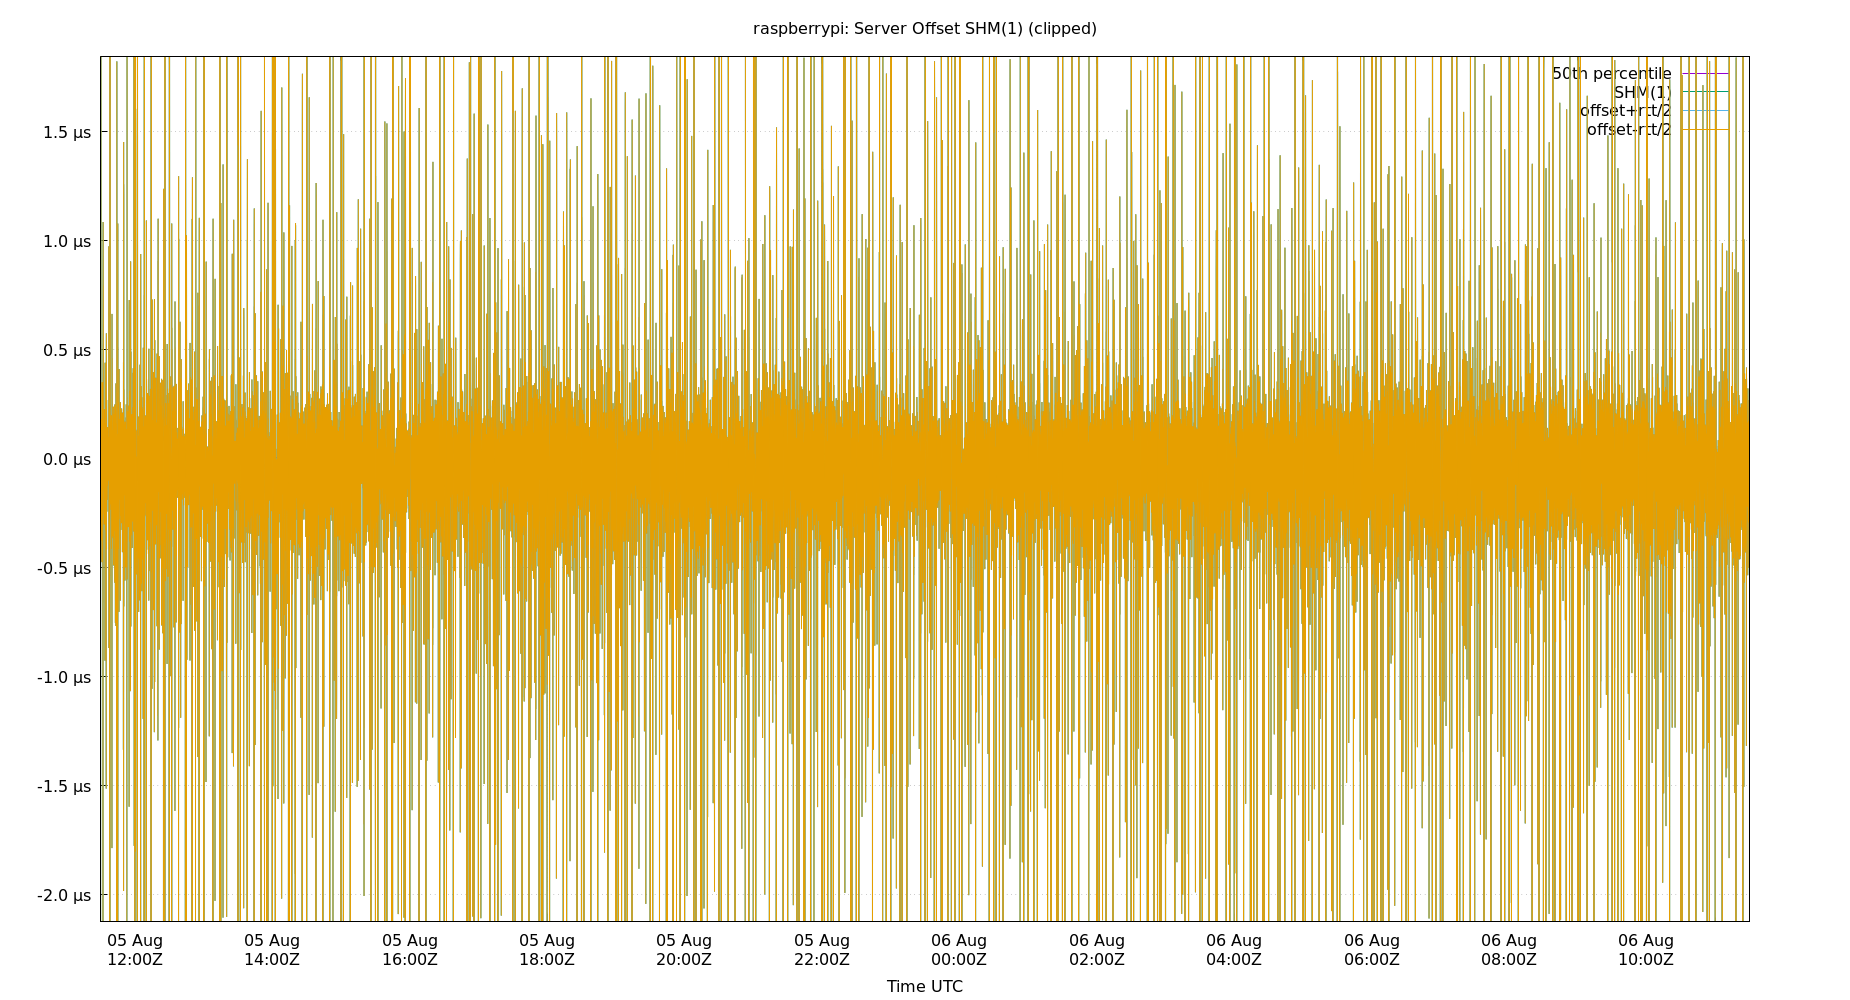 raspberrypi: Server Offset SHM(1) (clipped)
50th percentile
SHM(1)
offset+rtt/2
offset-rtt/2
1.5 µs
1.0 µs
0.5 µs
0.0 µs
-0.5 µs
-1.0 µs
-1.5 µs
-2.0 µs
05 Aug 05 Aug 05 Aug 05 Aug 05 Aug 05 Aug 06 Aug 06 Aug 06 Aug 06 Aug 06 Aug 06 Aug
12:00Z 14:00Z 16:00Z 18:00Z 20:00Z 22:00Z 00:00Z 02:00Z 04:00Z 06:00Z 08:00Z 10:00Z
Time UTC